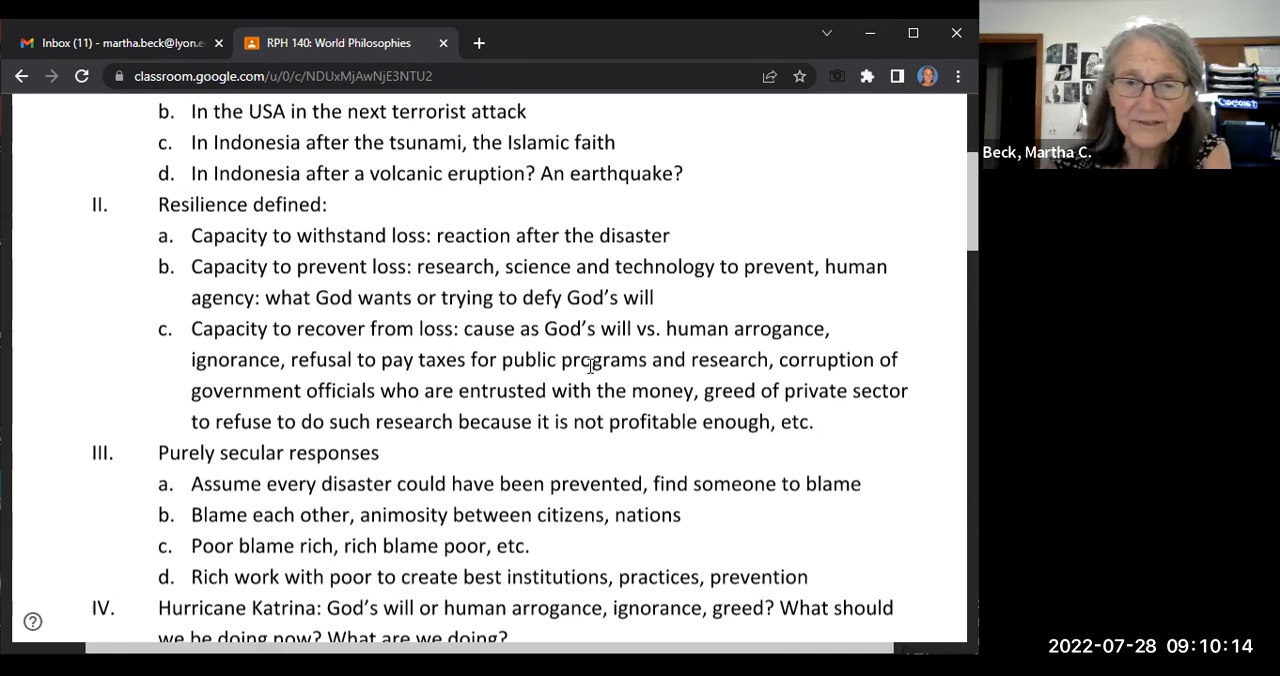 Inbox (11) - martha.beck@lyon.e
RPH 140: World Philosophies
classroom.google.com/u/0/c/NDUxMjAwNjE3NTU2
b. In the USA in the next terrorist attack
c. In Indonesia after the tsunami, the Islamic faith
d. In Indonesia after a volcanic eruption? An earthquake?
II. Resilience defined:
a. Capacity to withstand loss: reaction after the disaster
b. Capacity to prevent loss: research, science and technology to prevent, human
agency: what God wants or trying to defy God’s will
c. Capacity to recover from loss: cause as God’s will vs. human arrogance,
ignorance, refusal to pay taxes for public programs and research, corruption of
government officials who are entrusted with the money, greed of private sector
to refuse to do such research because it is not profitable enough, etc.
III. Purely secular responses
a. Assume every disaster could have been prevented, find someone to blame
b. Blame each other, animosity between citizens, nations
c. Poor blame rich, rich blame poor, etc.
d. Rich work with poor to create best institutions, practices, prevention
IV. Hurricane Katrina: God’s will or human arrogance, ignorance, greed? What should
we be doing now? What are we doing?
Beck, Martha C.
2022-07-28 09:10:14